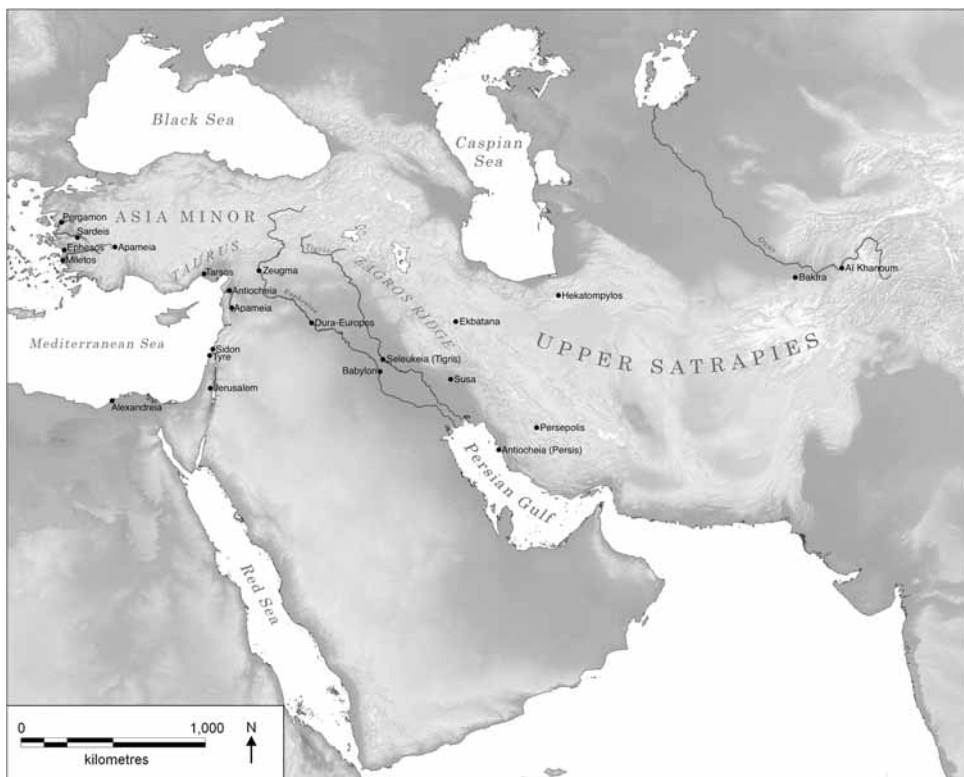 Black Sea
Caspian
Sea
Pergamon
ASIA MINOR
Sardeis
Ephesos
Apameia
Miletos
TAURUS
Tarsos
Zeugma
Tigris
ZAGROS RIDGE
Oxus
Baktra
Aï Khanoum
Antiocheia
Apameia
Euphrates
Dura-Europos
Hekatompylos
Ekbatana
UPPER SATRAPIES
Mediterranean Sea
Sidon
Tyre
Seleukeia (Tigris)
Babylon
Susa
Jerusalem
Alexandreia
Persepolis
Antiocheia (Persis)
Persian Gulf
Red Sea
0 1,000
kilometres
N